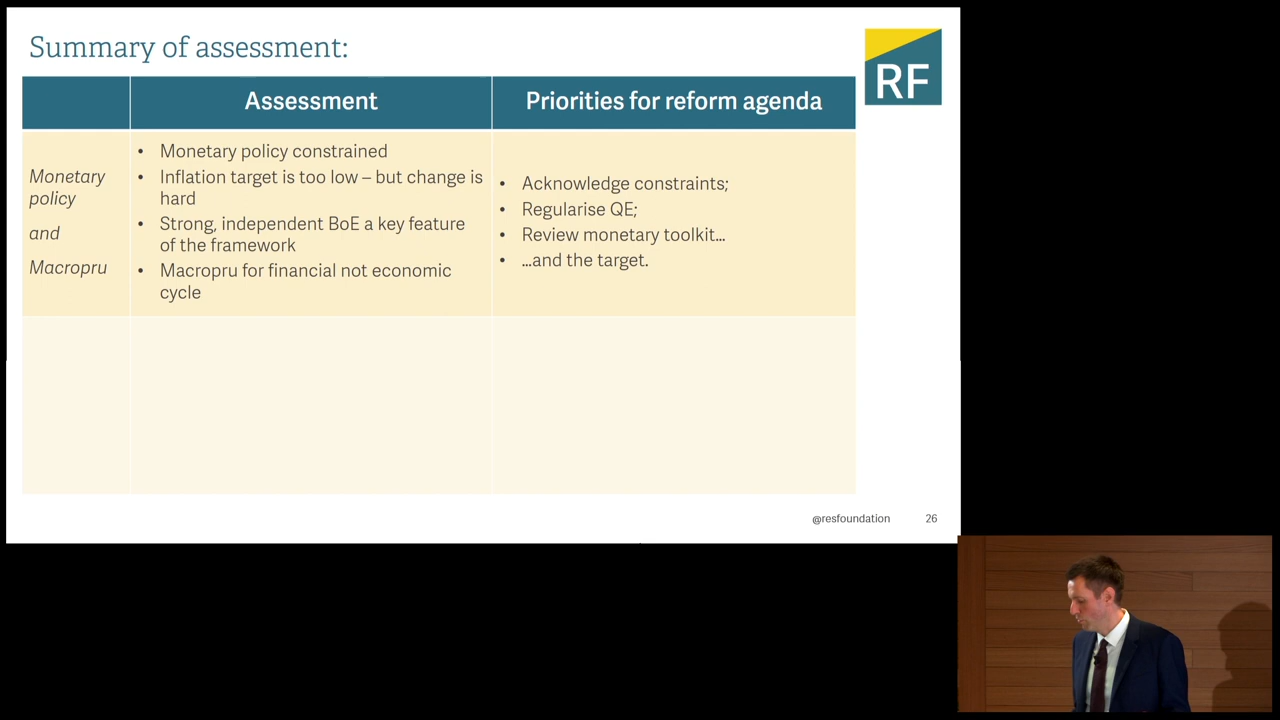 Summary of assessment:
RF
Assessment
Priorities for reform agenda
Monetary
policy
and
Macropru
• Monetary policy constrained
• Inflation target is too low – but change is
hard
• Strong, independent BoE a key feature
of the framework
• Macropru for financial not economic
cycle
• Acknowledge constraints;
• Regularise QE;
• Review monetary toolkit…
• …and the target.
@resfoundation
26